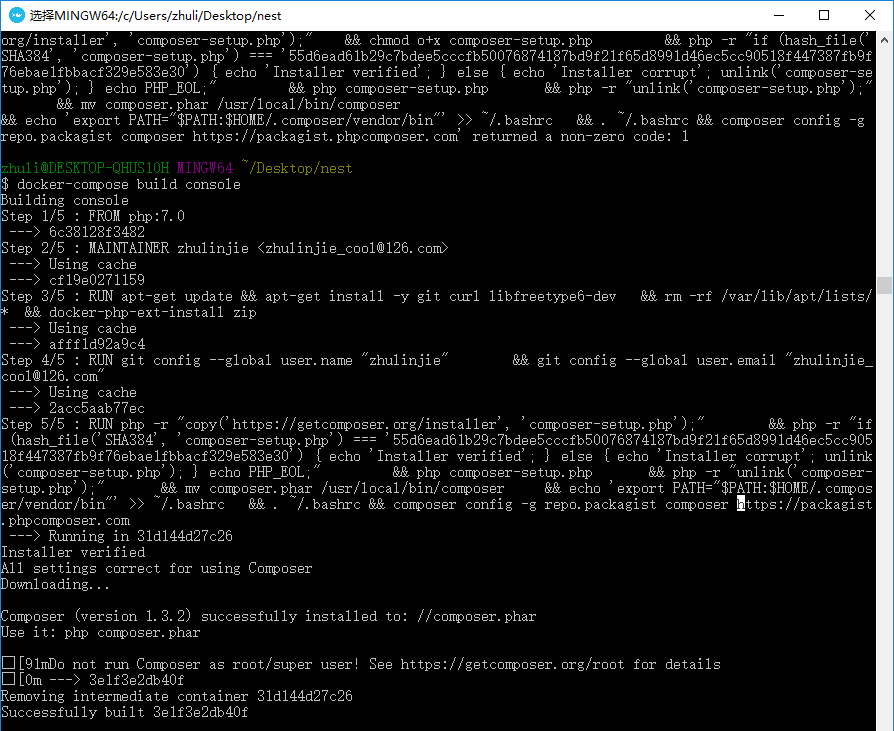 选择MINGW64:/c/Users/zhuli/Desktop/nest
org/installer', 'composer-setup.php');" && chmod o+x composer-setup.php && php -r "if (hash_file('
SHA384', 'composer-setup.php') === '55d6ead61b29c7bdee5cccfb50076874187bd9f21f65d8991d46ec5cc90518f447387fb9f
76ebae1fbbacf329e583e30') { echo 'Installer verified'; } else { echo 'Installer corrupt'; unlink('composer-se
tup.php'); } echo PHP_EOL;" && php composer-setup.php && php -r "unlink('composer-setup.php');"
&& mv composer.phar /usr/local/bin/composer
&& echo 'export PATH="$PATH:$HOME/.composer/vendor/bin"' >> ~/.bashrc && . ~/.bashrc && composer config -g
repo.packagist composer https://packagist.phpcomposer.com' returned a non-zero code: 1
zhuli@DESKTOP-QHUS10H MINGW64 ~/Desktop/nest
$ docker-compose build console
Building console
Step 1/5 : FROM php:7.0
---> 6c38128f3482
Step 2/5 : MAINTAINER zhulinjie <zhulinjie_cool@126.com>
---> Using cache
---> cf19e0271159
Step 3/5 : RUN apt-get update && apt-get install -y git curl libfreetype6-dev && rm -rf /var/lib/apt/lists/
* && docker-php-ext-install zip
---> Using cache
---> afff1d92a9c4
Step 4/5 : RUN git config --global user.name "zhulinjie" && git config --global user.email "zhulinjie_
cool@126.com"
---> Using cache
---> 2acc5aab77ec
Step 5/5 : RUN php -r "copy('https://getcomposer.org/installer', 'composer-setup.php');" && php -r "if
(hash_file('SHA384', 'composer-setup.php') === '55d6ead61b29c7bdee5cccfb50076874187bd9f21f65d8991d46ec5cc905
18f447387fb9f76ebae1fbbacf329e583e30') { echo 'Installer verified'; } else { echo 'Installer corrupt'; unlink
('composer-setup.php'); } echo PHP_EOL;" && php composer-setup.php && php -r "unlink('composer-
setup.php');" && mv composer.phar /usr/local/bin/composer && echo 'export PATH="$PATH:$HOME/.compos
er/vendor/bin"' >> ~/.bashrc && . ~/.bashrc && composer config -g repo.packagist composer https://packagist
.phpcomposer.com
---> Running in 31d144d27c26
Installer verified
All settings correct for using Composer
Downloading...
Composer (version 1.3.2) successfully installed to: //composer.phar
Use it: php composer.phar
□[91mDo not run Composer as root/super user! See https://getcomposer.org/root for details
□[0m ---> 3e1f3e2db40f
Removing intermediate container 31d144d27c26
Successfully built 3e1f3e2db40f